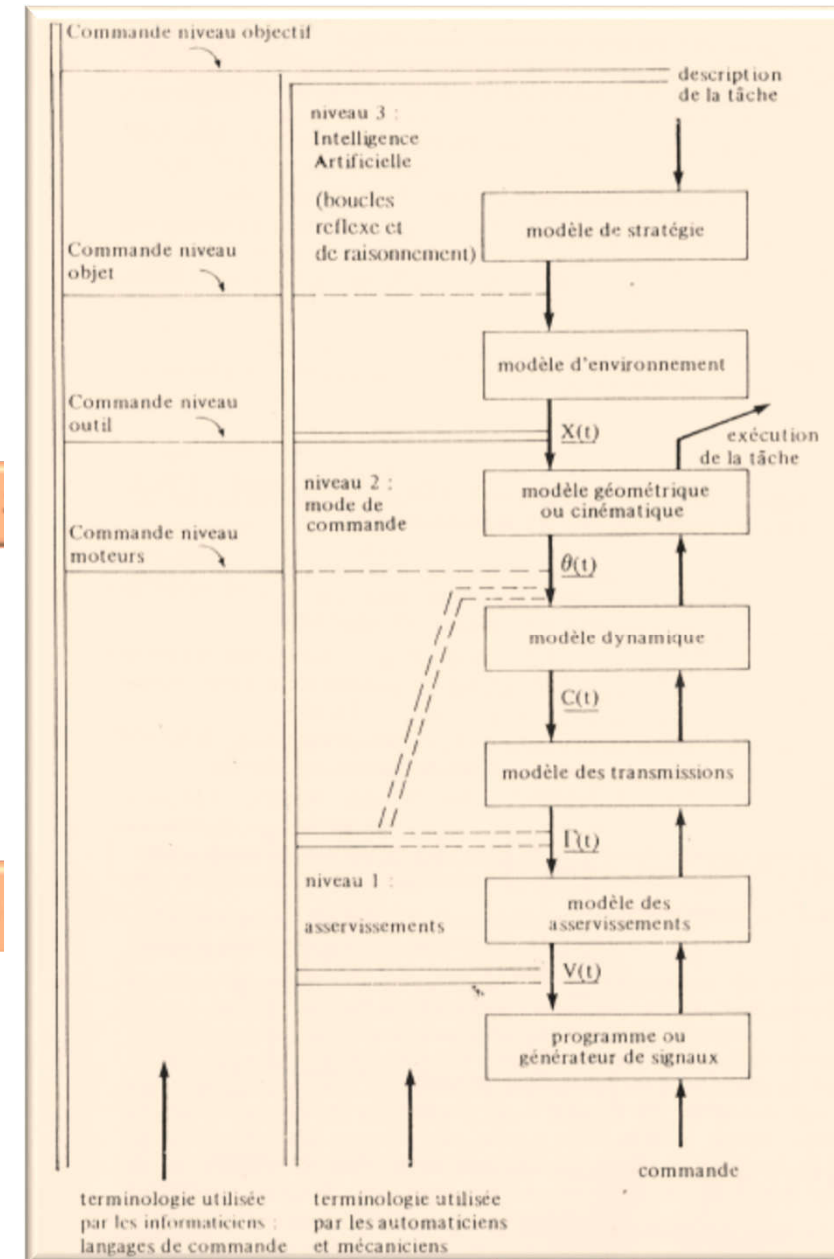 Commande niveau objectif
description
de la tâche
niveau 3 :
Intelligence
Artificielle
(boucles
reflexe et
de raisonnement)
modèle de stratégie
Commande niveau
objet
modèle d'environnement
Commande niveau
outil
X(t)
exécution
de la tâche
niveau 2 :
mode de
commande
modèle géométrique
ou cinématique
Commande niveau
moteurs
θ(t)
modèle dynamique
C(t)
modèle des transmissions
Γ(t)
niveau 1 :
asservissements
modèle des
asservissements
V(t)
programme ou
générateur de signaux
commande
terminologie utilisée
par les informaticiens :
langages de commande
terminologie utilisée
par les automaticiens
et mécaniciens